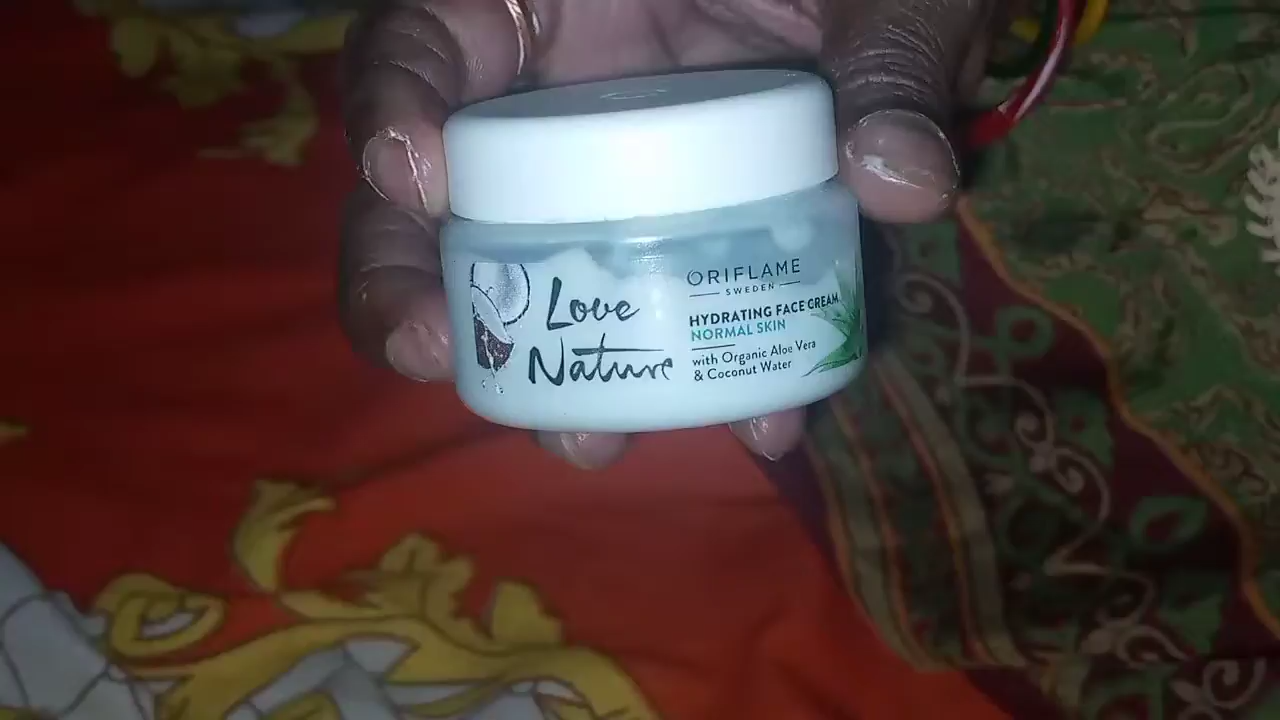 Love
Nature
ORIFLAME
SWEDEN
HYDRATING FACE CREAM
NORMAL SKIN
with Organic Aloe Vera
& Coconut Water